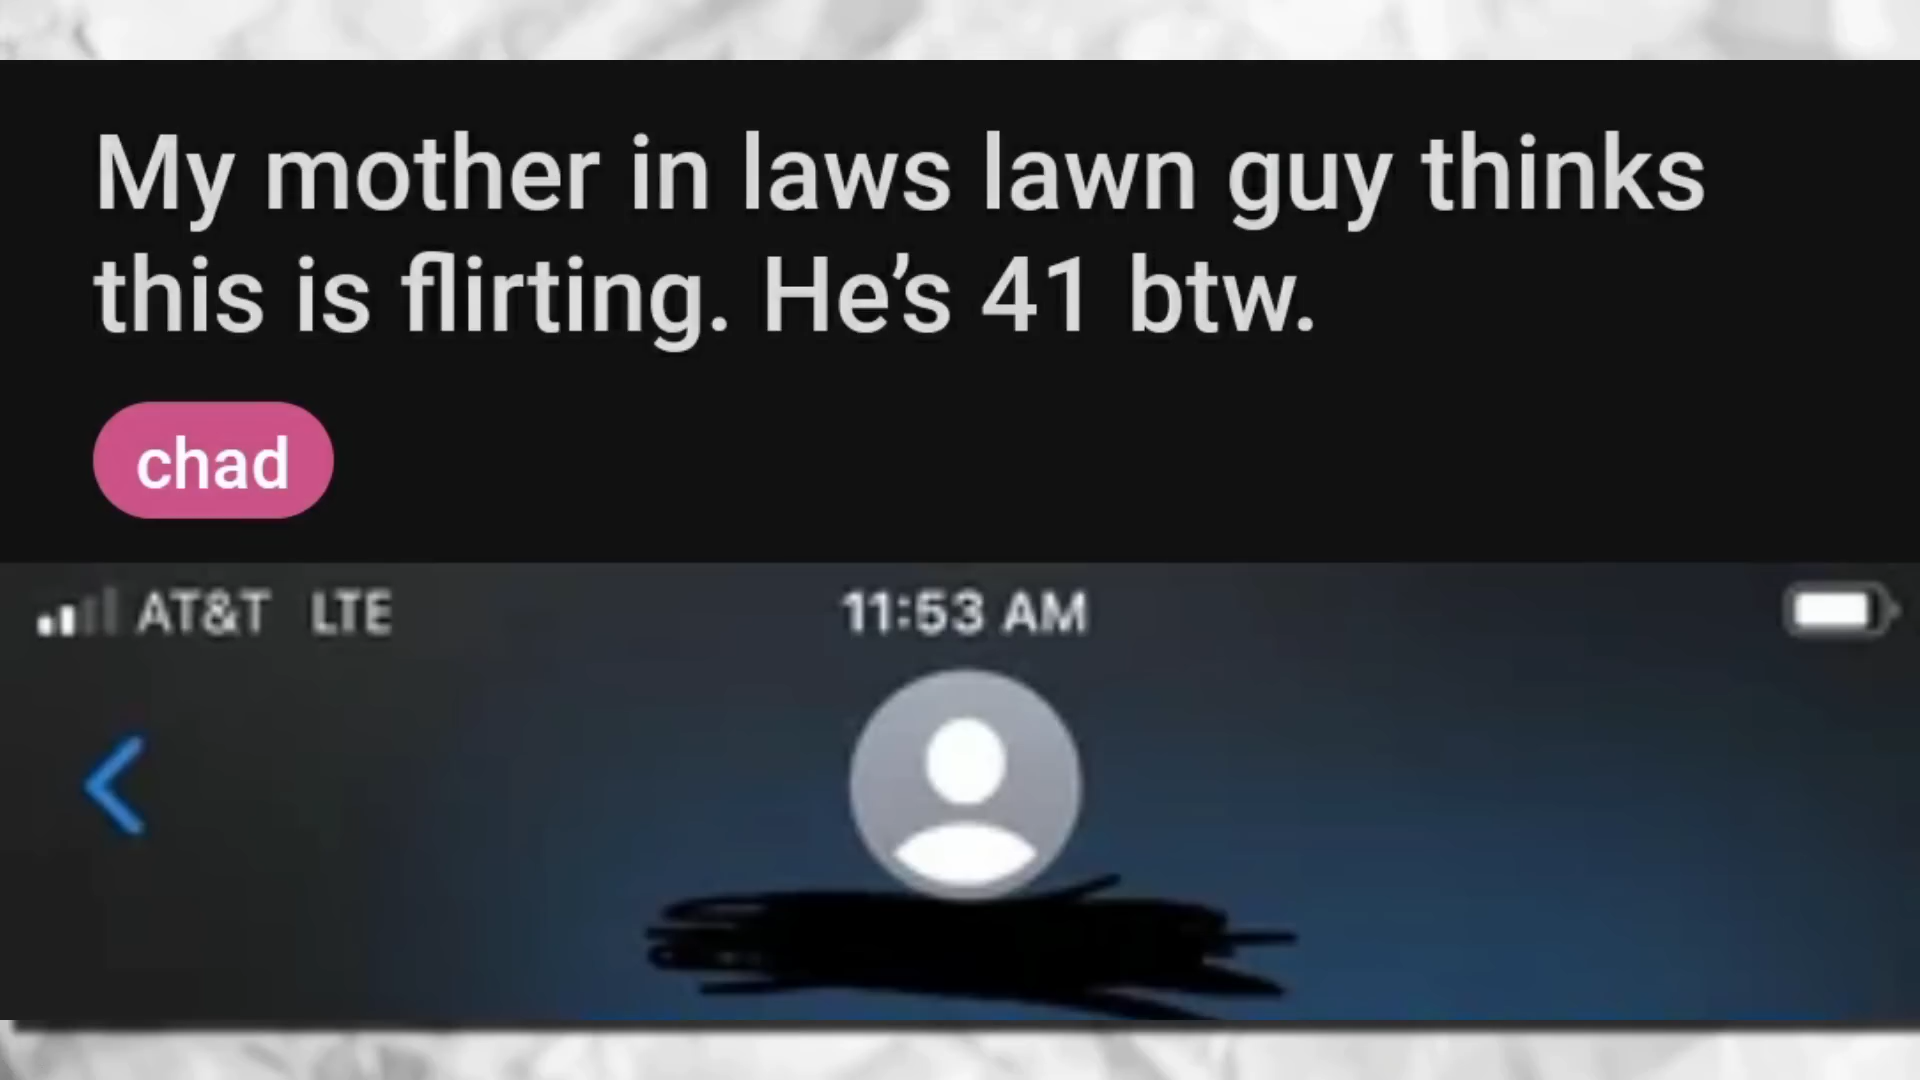 My mother in laws lawn guy thinks
this is flirting. He’s 41 btw.
chad
AT&T LTE 11:53 AM